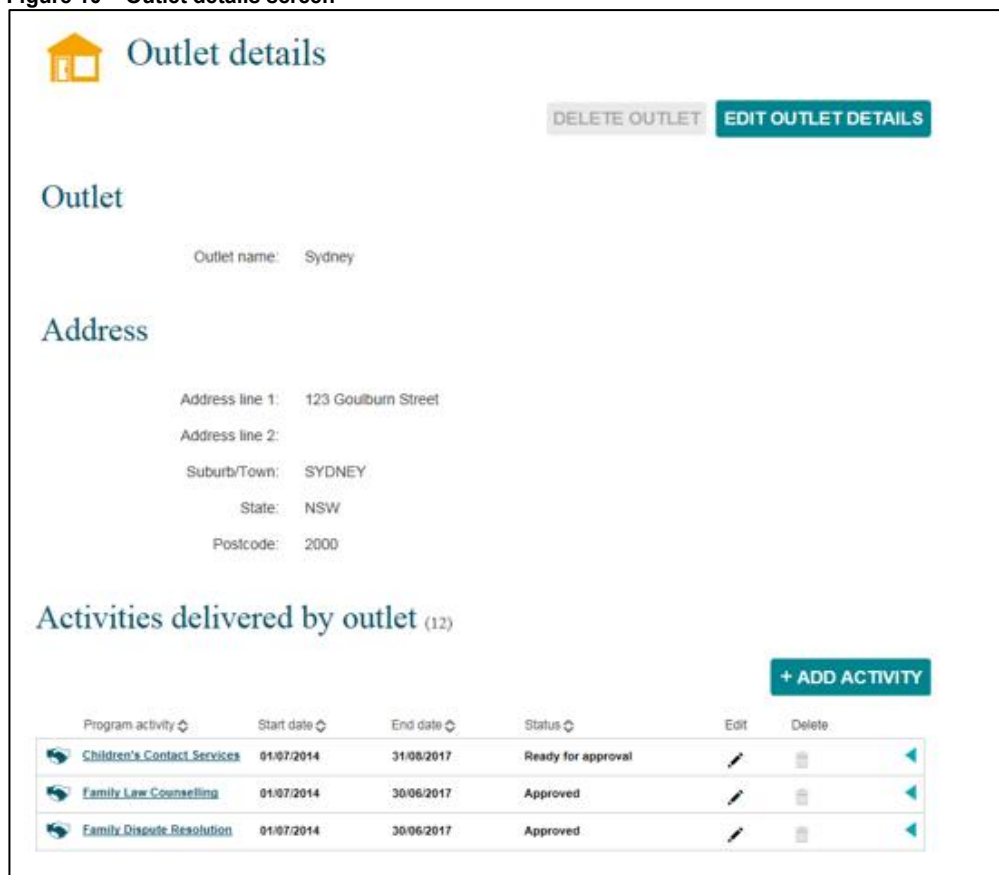 Outlet details
DELETE OUTLET EDIT OUTLET DETAILS
Outlet
Outlet name: Sydney
Address
Address line 1: 123 Goulburn Street
Address line 2:
Suburb/Town: SYDNEY
State: NSW
Postcode: 2000
Activities delivered by outlet (12)
+ ADD ACTIVITY
Program activity Start date End date Status Edit Delete
Children's Contact Services 01/07/2014 31/08/2017 Ready for approval
Family Law Counselling 01/07/2014 30/06/2017 Approved
Family Dispute Resolution 01/07/2014 30/06/2017 Approved